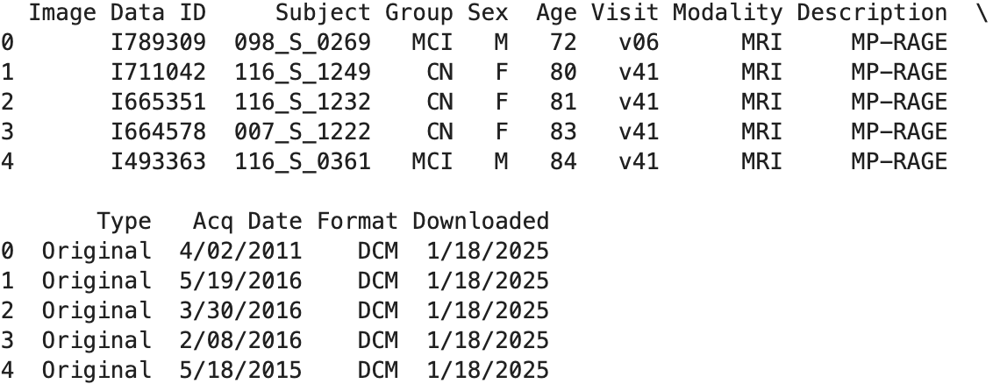 Image Data ID     Subject Group Sex  Age Visit Modality Description  \
0       I789309  098_S_0269   MCI   M   72   v06      MRI     MP-RAGE
1       I711042  116_S_1249    CN   F   80   v41      MRI     MP-RAGE
2       I665351  116_S_1232    CN   F   81   v41      MRI     MP-RAGE
3       I664578  007_S_1222    CN   F   83   v41      MRI     MP-RAGE
4       I493363  116_S_0361   MCI   M   84   v41      MRI     MP-RAGE

       Type   Acq Date Format Downloaded
0  Original  4/02/2011    DCM  1/18/2025
1  Original  5/19/2016    DCM  1/18/2025
2  Original  3/30/2016    DCM  1/18/2025
3  Original  2/08/2016    DCM  1/18/2025
4  Original  5/18/2015    DCM  1/18/2025